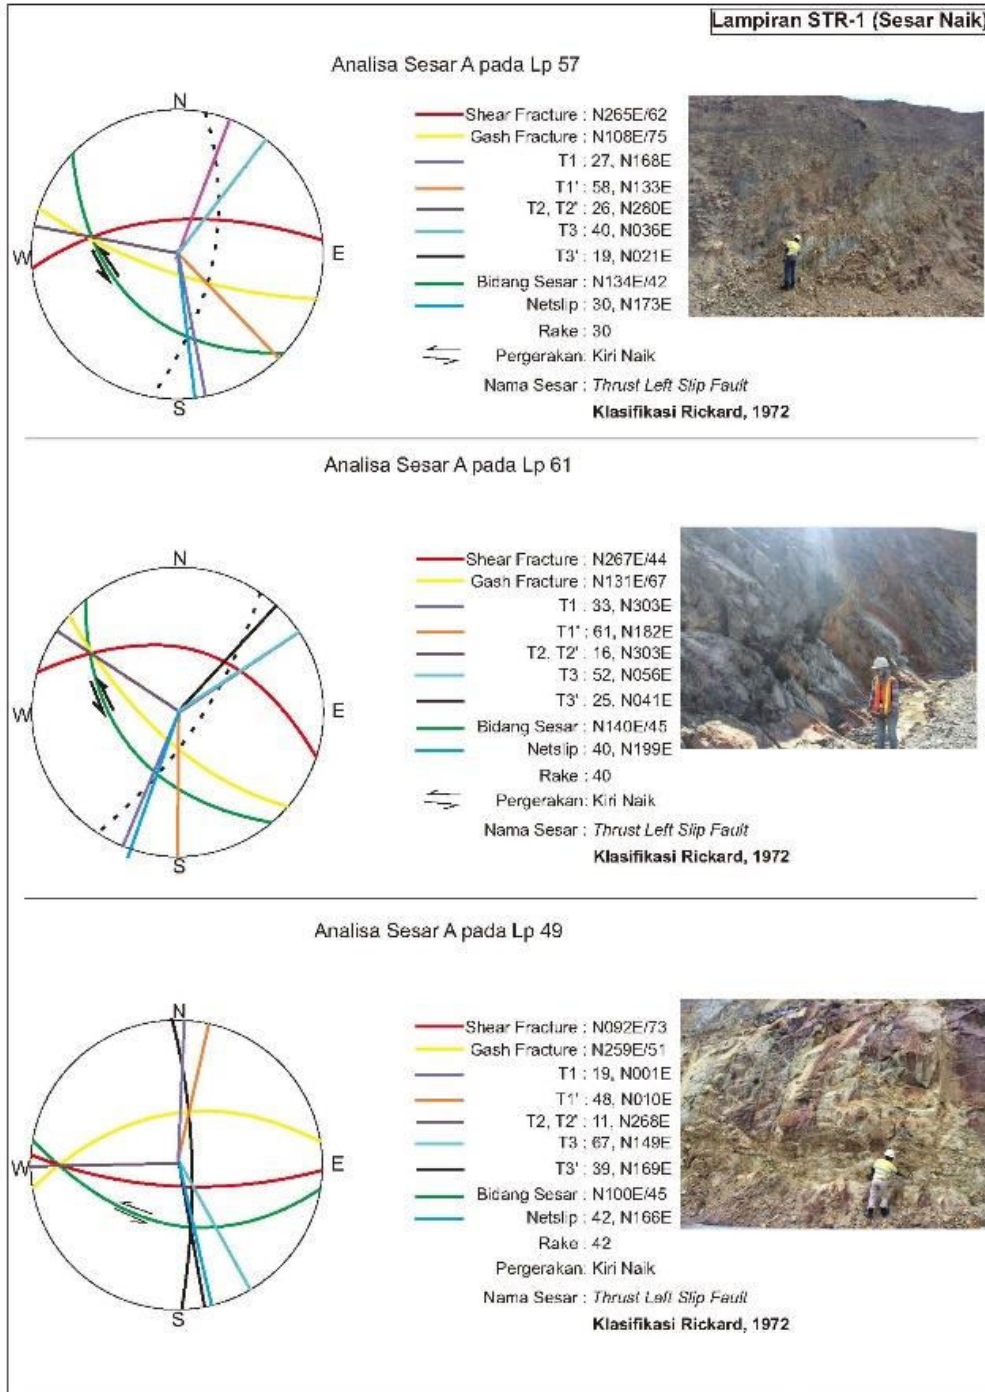 Lampiran STR-1 (Sesar Naik)
Analisa Sesar A pada Lp 57
N
W
E
S
Shear Fracture : N265E/62
Gash Fracture : N108E/75
T1 : 27, N168E
T1' : 58, N133E
T2, T2' : 26, N280E
T3 : 40, N036E
T3' : 19, N021E
Bidang Sesar : N134E/42
Netslip : 30, N173E
Rake : 30
Pergerakan: Kiri Naik
Nama Sesar : Thrust Left Slip Fault
Klasifikasi Rickard, 1972
Analisa Sesar A pada Lp 61
N
W
E
S
Shear Fracture : N267E/44
Gash Fracture : N131E/67
T1 : 33, N303E
T1' : 61, N182E
T2, T2' : 16, N303E
T3 : 52, N056E
T3' : 25, N041E
Bidang Sesar : N140E/45
Netslip : 40, N199E
Rake : 40
Pergerakan: Kiri Naik
Nama Sesar : Thrust Left Slip Fault
Klasifikasi Rickard, 1972
Analisa Sesar A pada Lp 49
N
W
E
S
Shear Fracture : N092E/73
Gash Fracture : N259E/51
T1 : 19, N001E
T1' : 48, N010E
T2, T2' : 11, N268E
T3 : 67, N149E
T3' : 39, N169E
Bidang Sesar : N100E/45
Netslip : 42, N166E
Rake : 42
Pergerakan: Kiri Naik
Nama Sesar : Thrust Left Slip Fault
Klasifikasi Rickard, 1972